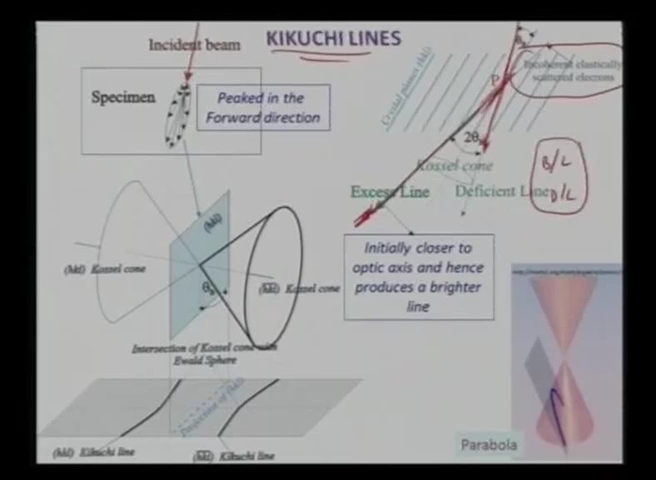 KIKUCHI LINES
Incident beam
Specimen
Peaked in the
Forward direction
Crystal planes (hkl)
P
Incoherent elastically
scattered electrons
2θ
Kossel cone
B/L
D/L
Excess Line
Deficient Line
Initially closer to
optic axis and hence
produces a brighter
line
(hkl)
(hkl) Kossel cone
θ
(h̅k̅l̅) Kossel cone
Intersection of Kossel cone with
Ewald Sphere
Projection of (hkl)
(hkl) Kikuchi line
(h̅k̅l̅) Kikuchi line
Parabola